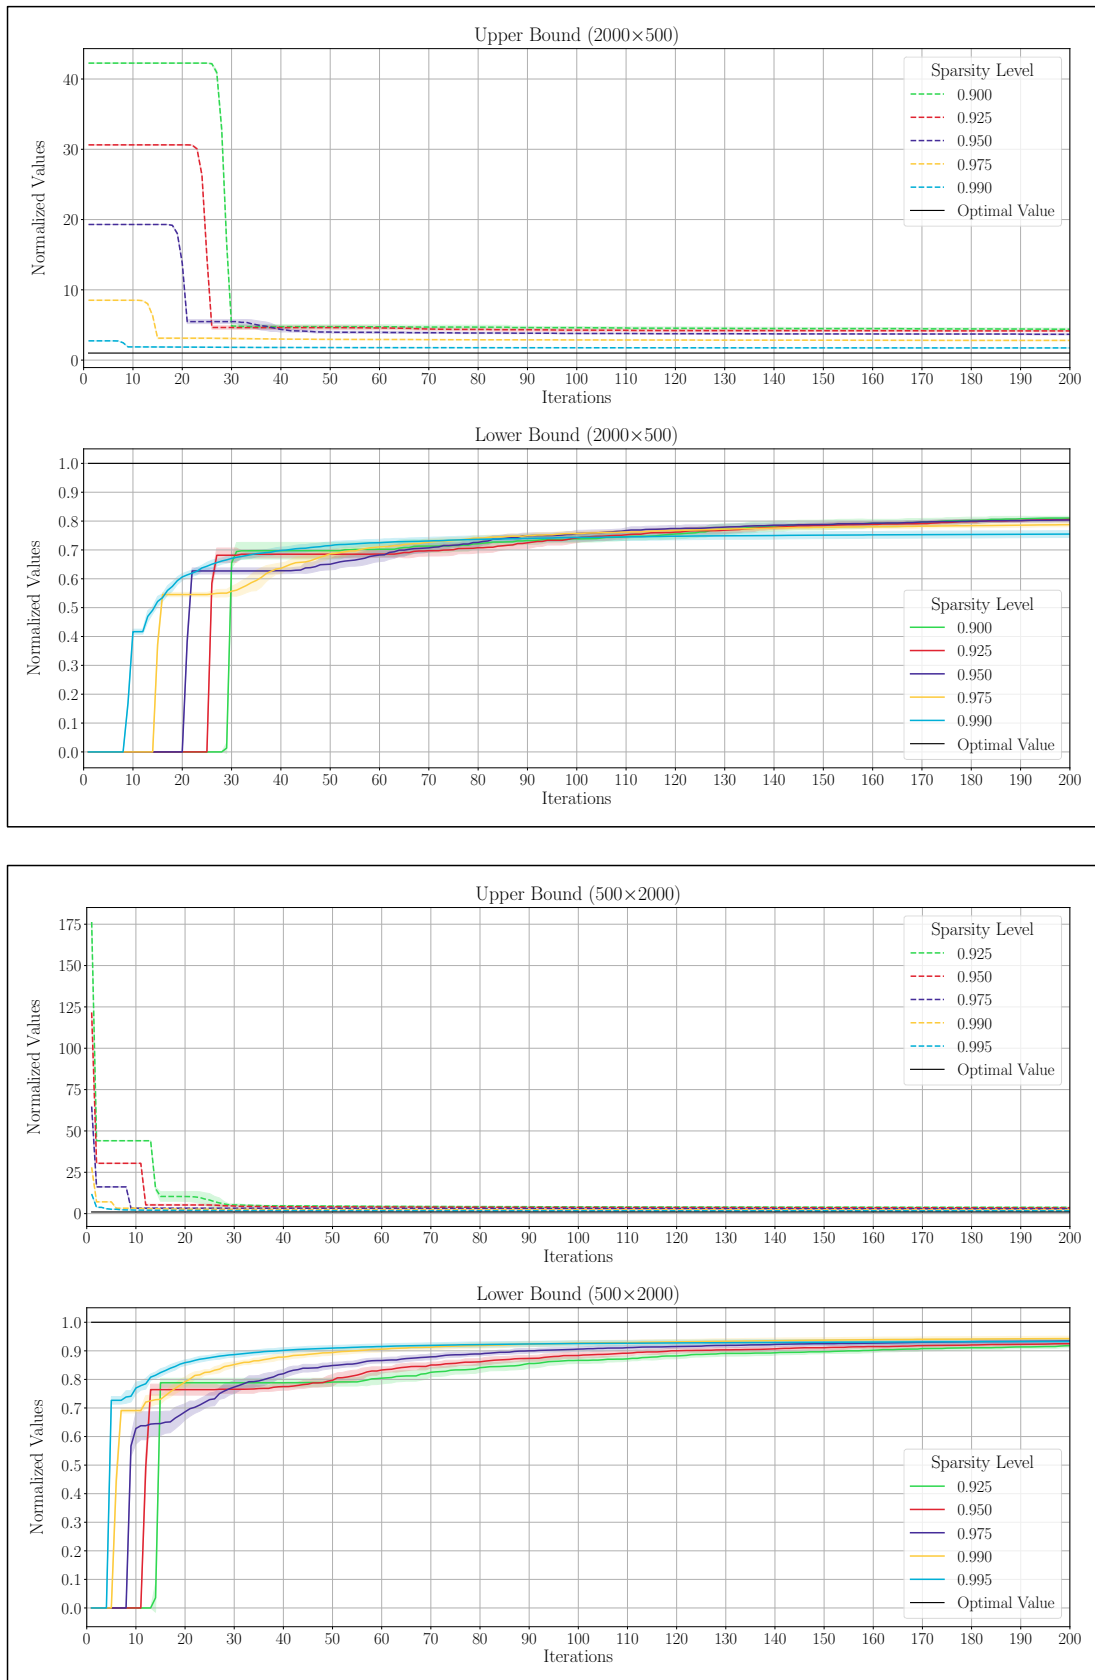 Upper Bound (2000×500)
Normalized Values
40
30
20
10
0
Sparsity Level
0.900
0.925
0.950
0.975
0.990
Optimal Value
0 10 20 30 40 50 60 70 80 90 100 110 120 130 140 150 160 170 180 190 200
Iterations
Lower Bound (2000×500)
Normalized Values
1.0
0.9
0.8
0.7
0.6
0.5
0.4
0.3
0.2
0.1
0.0
Sparsity Level
0.900
0.925
0.950
0.975
0.990
Optimal Value
0 10 20 30 40 50 60 70 80 90 100 110 120 130 140 150 160 170 180 190 200
Iterations
Upper Bound (500×2000)
Normalized Values
175
150
125
100
75
50
25
0
Sparsity Level
0.925
0.950
0.975
0.990
0.995
Optimal Value
0 10 20 30 40 50 60 70 80 90 100 110 120 130 140 150 160 170 180 190 200
Iterations
Lower Bound (500×2000)
Normalized Values
1.0
0.9
0.8
0.7
0.6
0.5
0.4
0.3
0.2
0.1
0.0
Sparsity Level
0.925
0.950
0.975
0.990
0.995
Optimal Value
0 10 20 30 40 50 60 70 80 90 100 110 120 130 140 150 160 170 180 190 200
Iterations